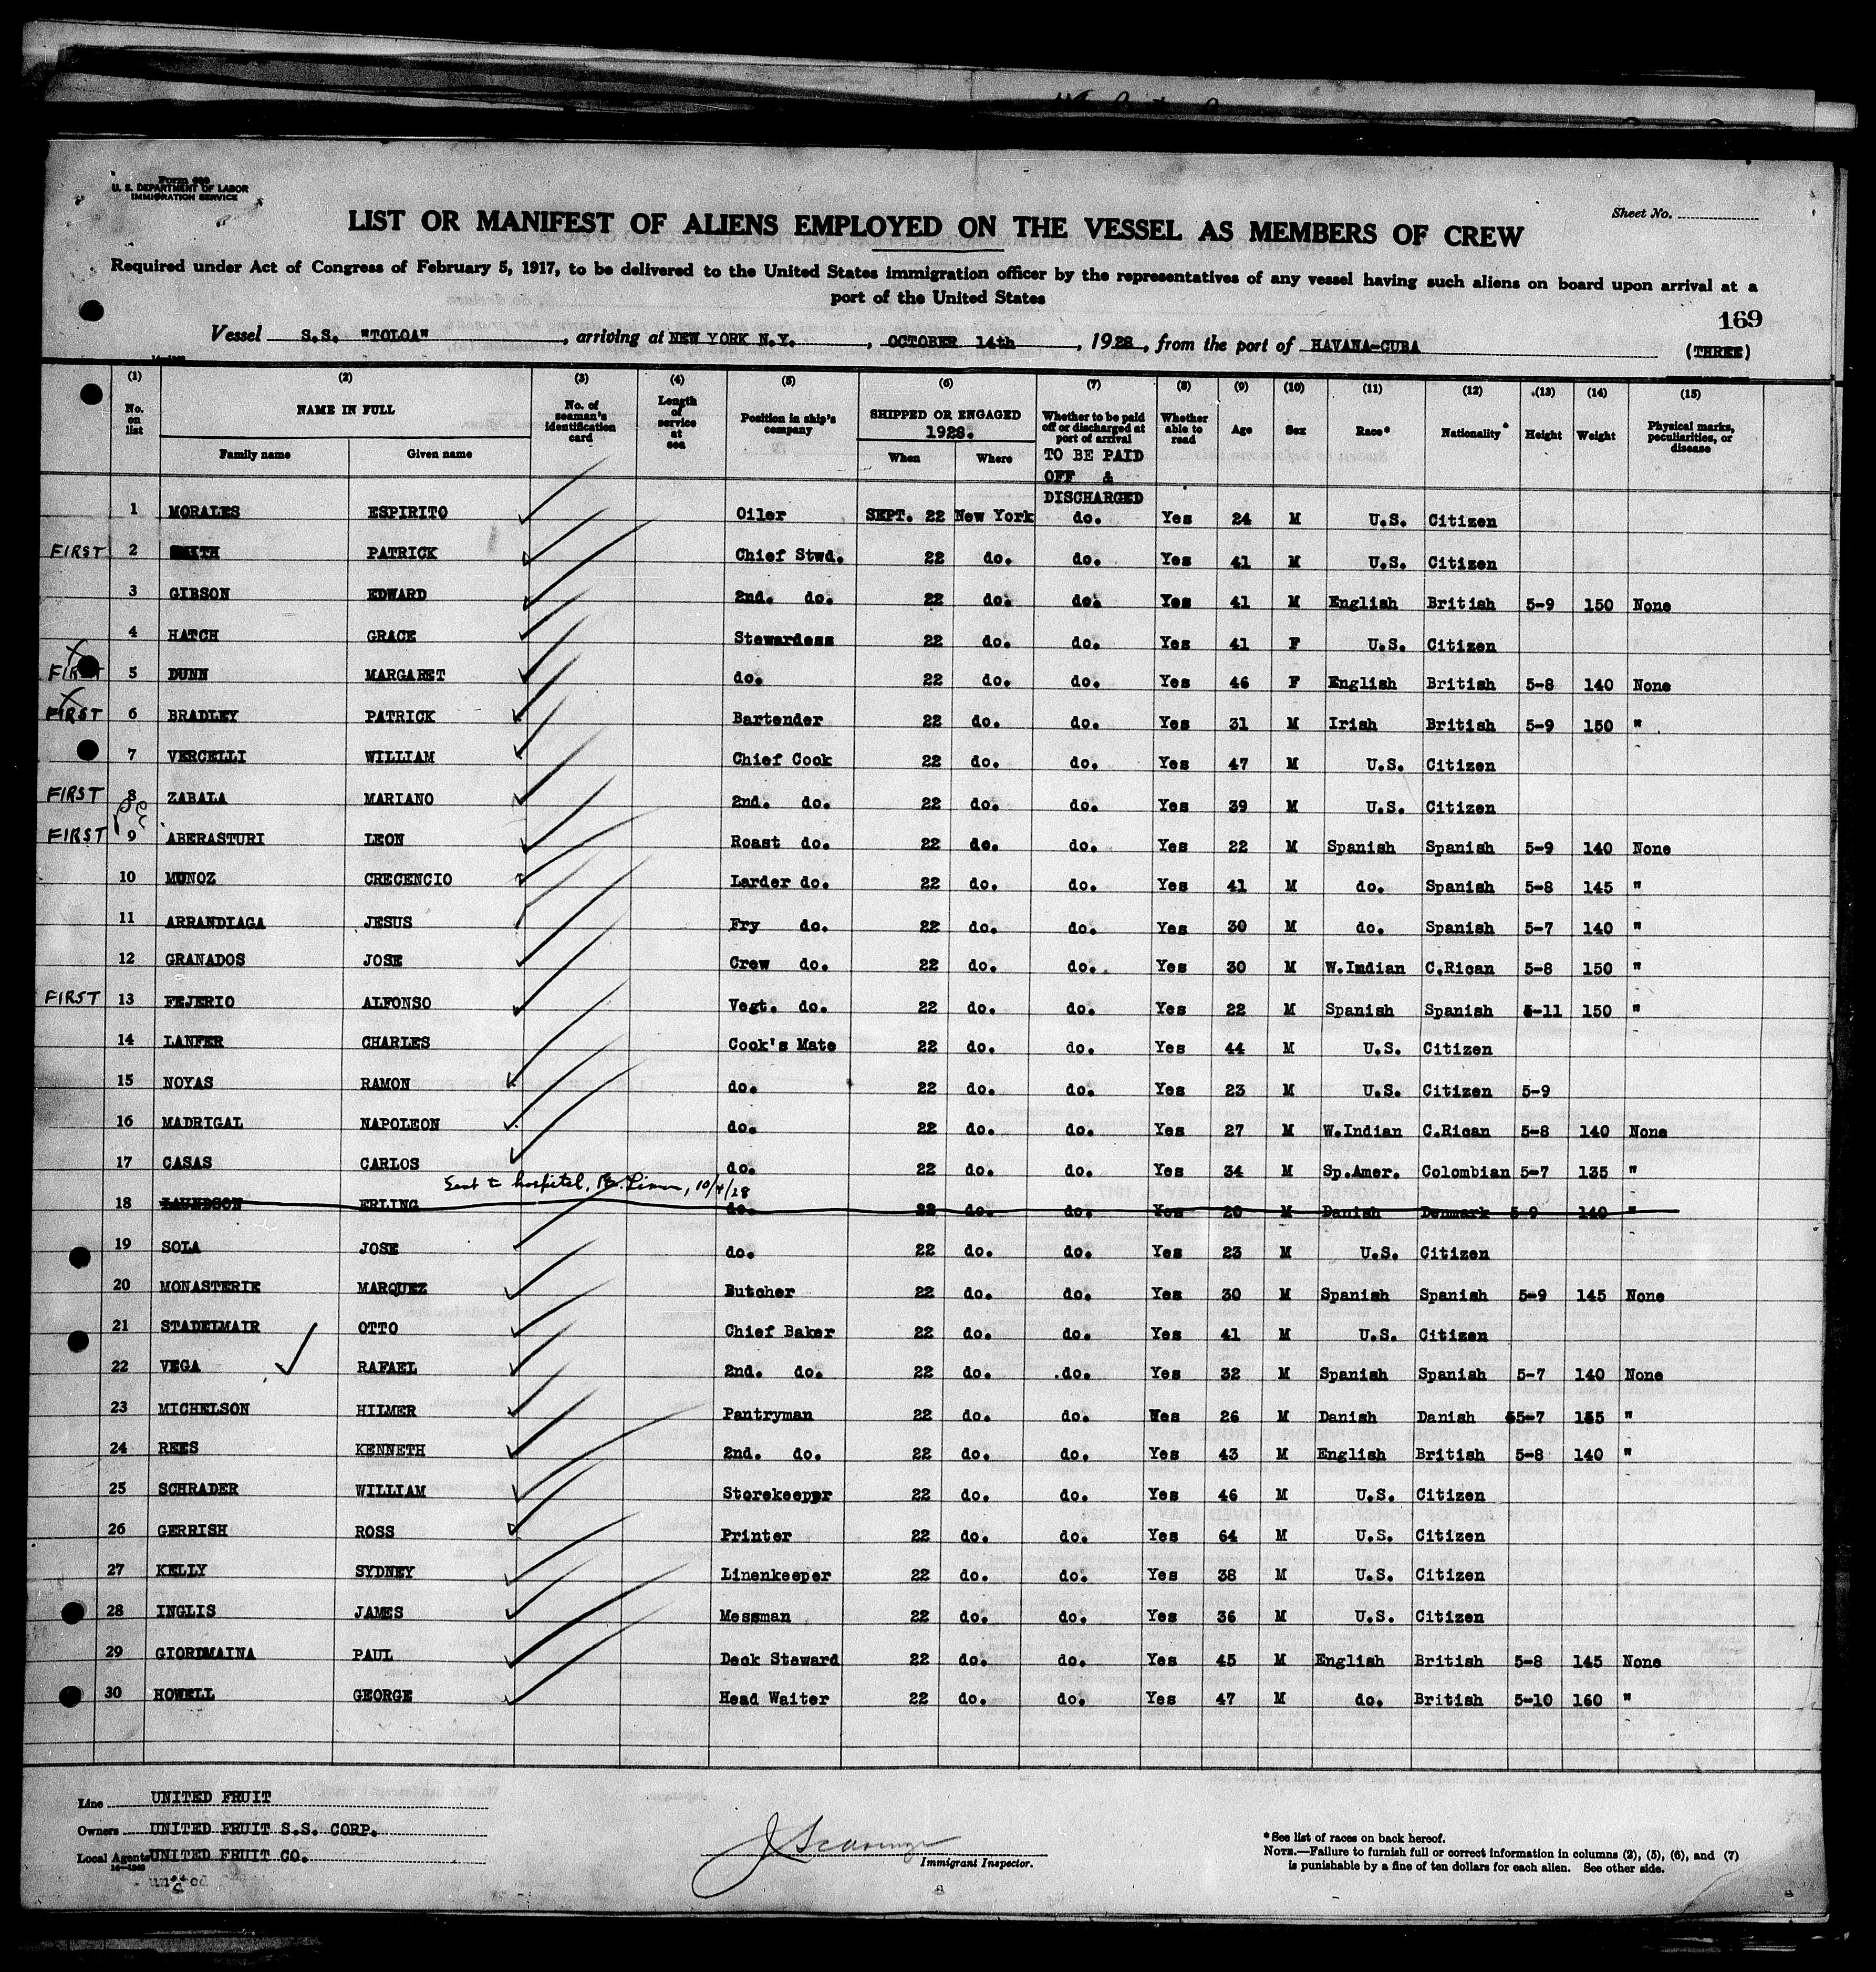 Form 680
U. S. DEPARTMENT OF LABOR
IMMIGRATION SERVICE
Sheet No.
LIST OR MANIFEST OF ALIENS EMPLOYED ON THE VESSEL AS MEMBERS OF CREW
Required under Act of Congress of February 5, 1917, to be delivered to the United States immigration officer by the representatives of any vessel having such aliens on board upon arrival at a
port of the United States
169
Vessel S.S. "TOLOA", arriving at NEW YORK N.Y., OCTOBER 14th, 1928, from the port of HAVANA-CUBA (THREE)
(1) (2) (3) (4) (5) (6) (7) (8) (9) (10) (11) (12) (13) (14) (15)
No. on list NAME IN FULL Family name Given name No. of seaman's identification card Length of service at sea Position in ship's company SHIPPED OR ENGAGED 1928. When Where Whether to be paid off or discharged at port of arrival Whether able to read Age Sex Race* Nationality* Height Weight Physical marks, peculiarities, or disease
TO BE PAID
OFF &
DISCHARGED
1 MORALES ESPIRITO Oiler SEPT. 22 New York do. Yes 24 M U.S. Citizen
FIRST 2 SMITH PATRICK Chief Stwd. 22 do. do. Yes 41 M U.S. Citizen
3 GIBSON EDWARD 2nd. do. 22 do. do. Yes 41 M English British 5-9 150 None
4 HATCH GRACE Stewardess 22 do. do. Yes 41 F U.S. Citizen
FIRST 5 DUNN MARGARET do. 22 do. do. Yes 46 F English British 5-8 140 None
FIRST 6 BRADLEY PATRICK Bartender 22 do. do. Yes 31 M Irish British 5-9 150 "
7 VERCELLI WILLIAM Chief Cook 22 do. do. Yes 47 M U.S. Citizen
FIRST 8 ZABALA MARIANO 2nd. do. 22 do. do. Yes 39 M U.S. Citizen
FIRST 9 ABERASTURI LEON Roast do. 22 do. do. Yes 22 M Spanish Spanish 5-9 140 None
10 MUNOZ CRECENCIO Larder do. 22 do. do. Yes 41 M do. Spanish 5-8 145 "
11 ARRANDIAGA JESUS Fry do. 22 do. do. Yes 30 M do. Spanish 5-7 140 "
12 GRANADOS JOSE Crew do. 22 do. do. Yes 30 M W.Indian C.Rican 5-8 150 "
FIRST 13 FEJERIO ALFONSO Vegt. do. 22 do. do. Yes 22 M Spanish Spanish 5-11 150 "
14 LANFER CHARLES Cook's Mate 22 do. do. Yes 44 M U.S. Citizen
15 NOYAS RAMON do. 22 do. do. Yes 23 M U.S. Citizen 5-9
16 MADRIGAL NAPOLEON do. 22 do. do. Yes 27 M W.Indian C.Rican 5-8 140 None
17 CASAS CARLOS do. 22 do. do. Yes 34 M Sp.Amer. Colombian 5-7 135 "
Sent to hospital, Pt. Limon, 10/4/28
18 LAUNDSON ERLING do. 22 do. do. Yes 20 M Danish Denmark 5-9 140 "
19 SOLA JOSE do. 22 do. do. Yes 23 M U.S. Citizen
20 MONASTERIE MARQUEZ Butcher 22 do. do. Yes 30 M Spanish Spanish 5-9 145 None
21 STADELMAIR OTTO Chief Baker 22 do. do. Yes 41 M U.S. Citizen
22 VEGA RAFAEL 2nd. do. 22 do. do. Yes 32 M Spanish Spanish 5-7 140 None
23 MICHELSON HILMER Pantryman 22 do. do. Wes 26 M Danish Danish 55-7 155 "
24 REES KENNETH 2nd. do. 22 do. do. Yes 43 M English British 5-8 140 "
25 SCHRADER WILLIAM Storekeeppr 22 do. do. Yes 46 M U.S. Citizen
26 GERRISH ROSS Printer 22 do. do. Yes 64 M U.S. Citizen
27 KELLY SYDNEY Linenkeeper 22 do. do. Yes 38 M U.S. Citizen
28 INGLIS JAMES Messman 22 do. do. Yes 36 M U.S. Citizen
29 GIORDMAINA PAUL Deck Steward 22 do. do. Yes 45 M English British 5-8 145 None
30 HOWELL GEORGE Head Waiter 22 do. do. Yes 47 M do. British 5-10 160 "
Line UNITED FRUIT
Owners UNITED FRUIT S.S. CORP.
Local Agents UNITED FRUIT CO.
Immigrant Inspector.
*See list of races on back hereof.
NOTE.—Failure to furnish full or correct information in columns (2), (5), (6), and (7)
is punishable by a fine of ten dollars for each alien. See other side.